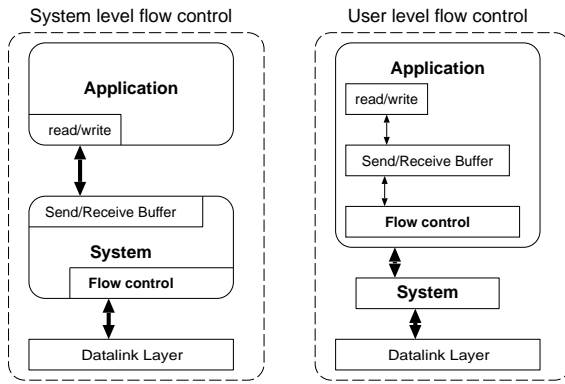 System level flow control
Application
read/write
Send/Receive Buffer
System
Flow control
Datalink Layer
User level flow control
Application
read/write
Send/Receive Buffer
Flow control
System
Datalink Layer